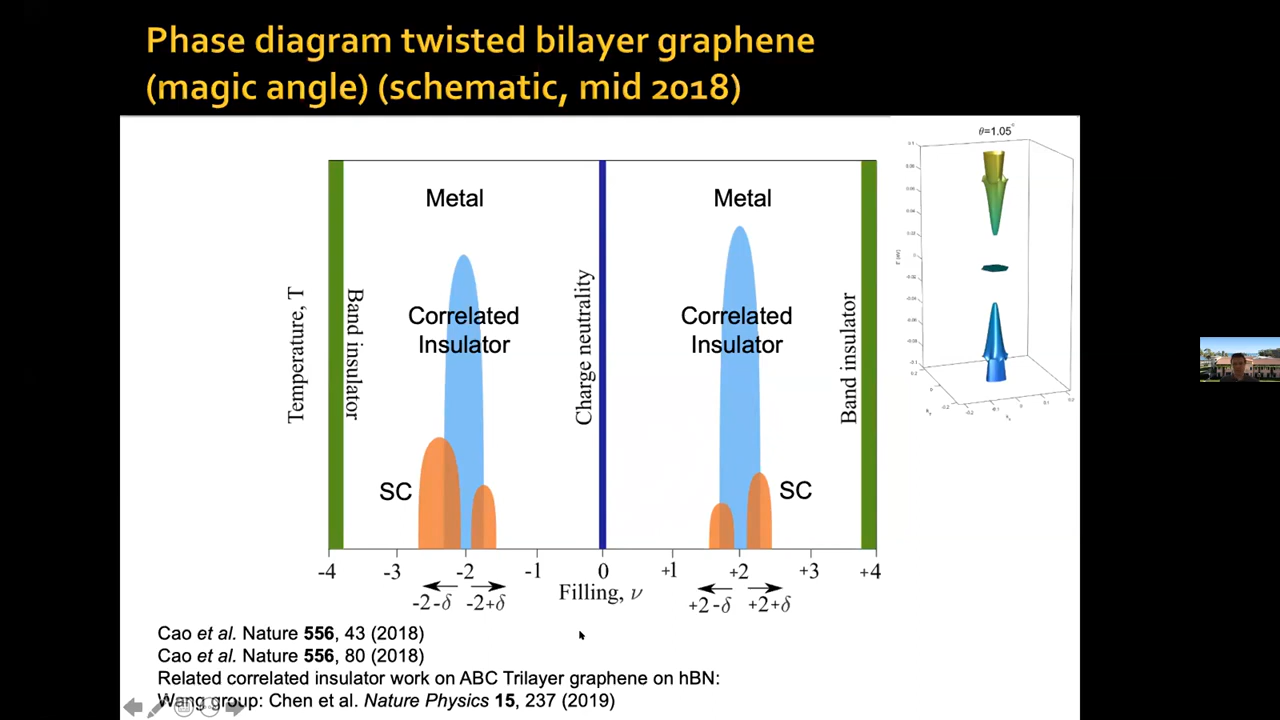 Phase diagram twisted bilayer graphene
(magic angle) (schematic, mid 2018)
θ=1.05°
Metal
Metal
Temperature, T
Band insulator
Correlated
Insulator
Charge neutrality
Correlated
Insulator
Band insulator
SC
SC
-4 -3 -2 -1 0 +1 +2 +3 +4
-2-δ -2+δ Filling, ν +2-δ +2+δ
Cao et al. Nature 556, 43 (2018)
Cao et al. Nature 556, 80 (2018)
Related correlated insulator work on ABC Trilayer graphene on hBN:
Wang group: Chen et al. Nature Physics 15, 237 (2019)